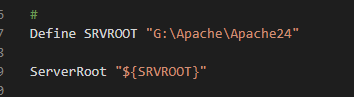 #
Define SRVROOT "G:\Apache\Apache24"
ServerRoot "${SRVROOT}"